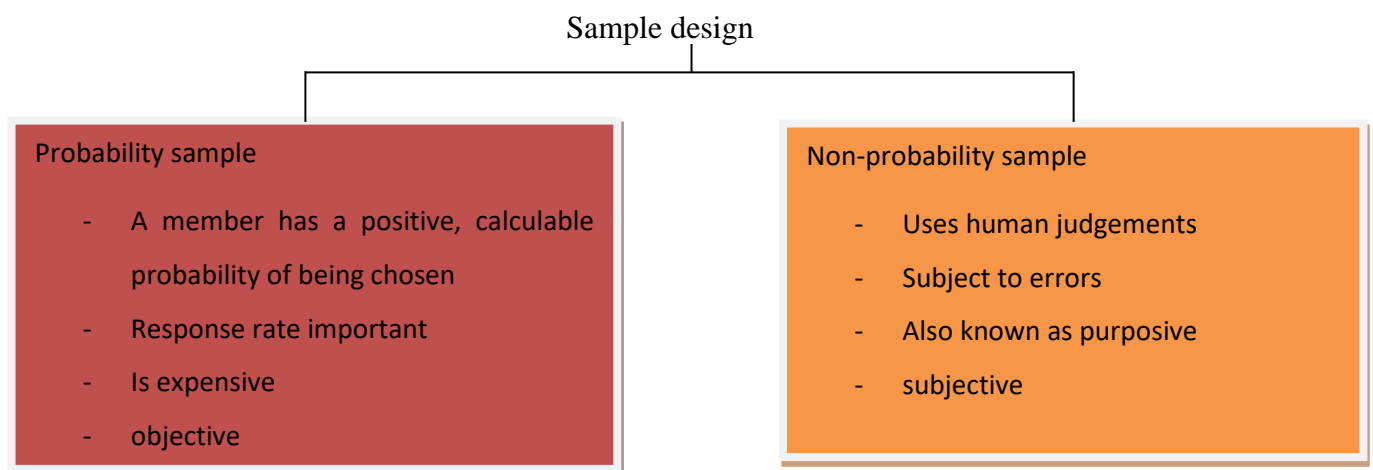 Sample design
Probability sample
- A member has a positive, calculable
probability of being chosen
- Response rate important
- Is expensive
- objective
Non-probability sample
- Uses human judgements
- Subject to errors
- Also known as purposive
- subjective